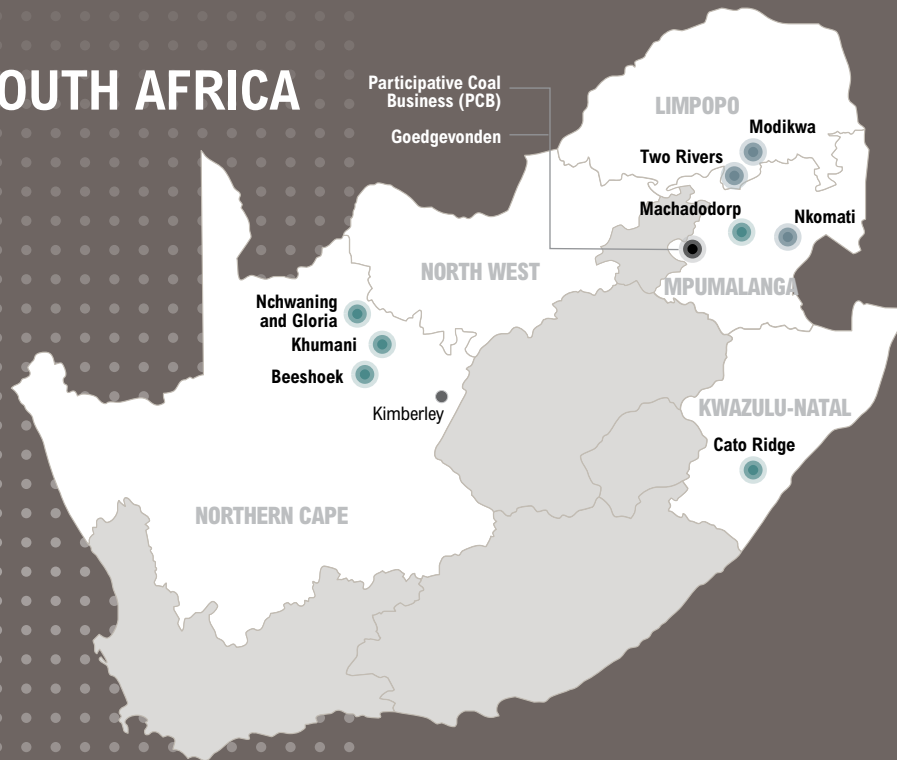 OUTH AFRICA
Participative Coal
Business (PCB)
Goedgevonden
LIMPOPO
Modikwa
Two Rivers
Machadodorp
Nkomati
NORTH WEST
MPUMALANGA
Nchwaning
and Gloria
Khumani
Beeshoek
Kimberley
KWAZULU-NATAL
Cato Ridge
NORTHERN CAPE